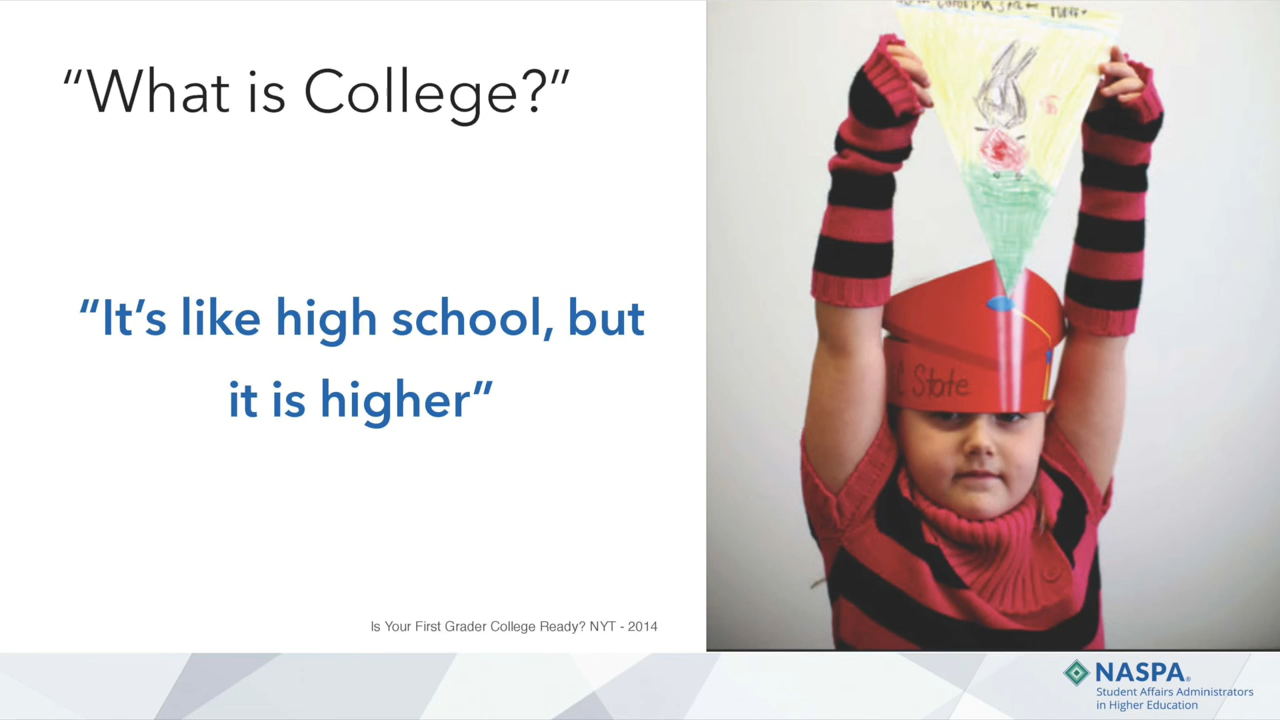 “What is College?”
“It’s like high school, but
it is higher”
Is Your First Grader College Ready? NYT - 2014
State
NASPA®
Student Affairs Administrators
in Higher Education